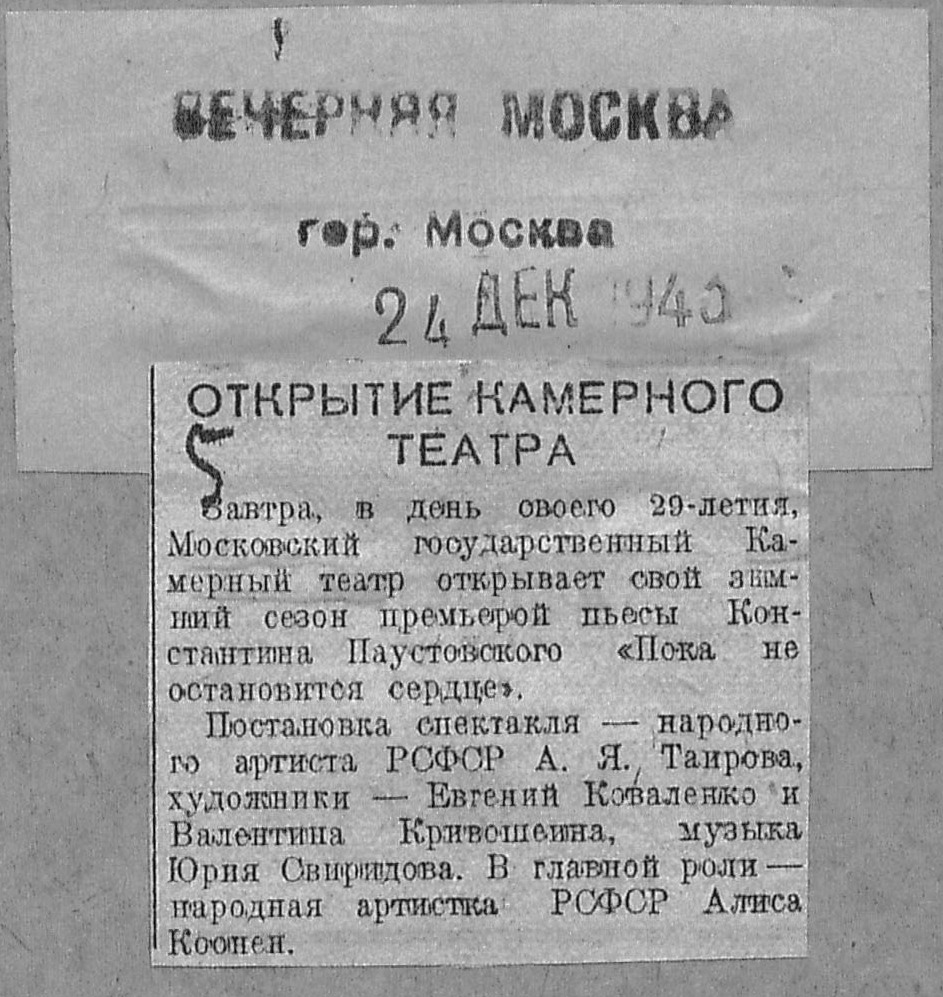 ВЕЧЕРНЯЯ МОСКВА
гор. Москва
24 ДЕК 1943
ОТКРЫТИЕ КАМЕРНОГО
ТЕАТРА
Завтра, в день своего 29-летия,
Московский государственный Ка-
мерный театр открывает свой зим-
ний сезон премьерой пьесы Кон-
стантина Паустовского «Пока не
остановится сердце».
Постановка спектакля — народно-
го артиста РСФСР А. Я. Таирова,
художники — Евгений Коваленко и
Валентина Кривошеина, музыка
Юрия Свиридова. В главной роли —
народная артистка РСФСР Алиса
Коонен.